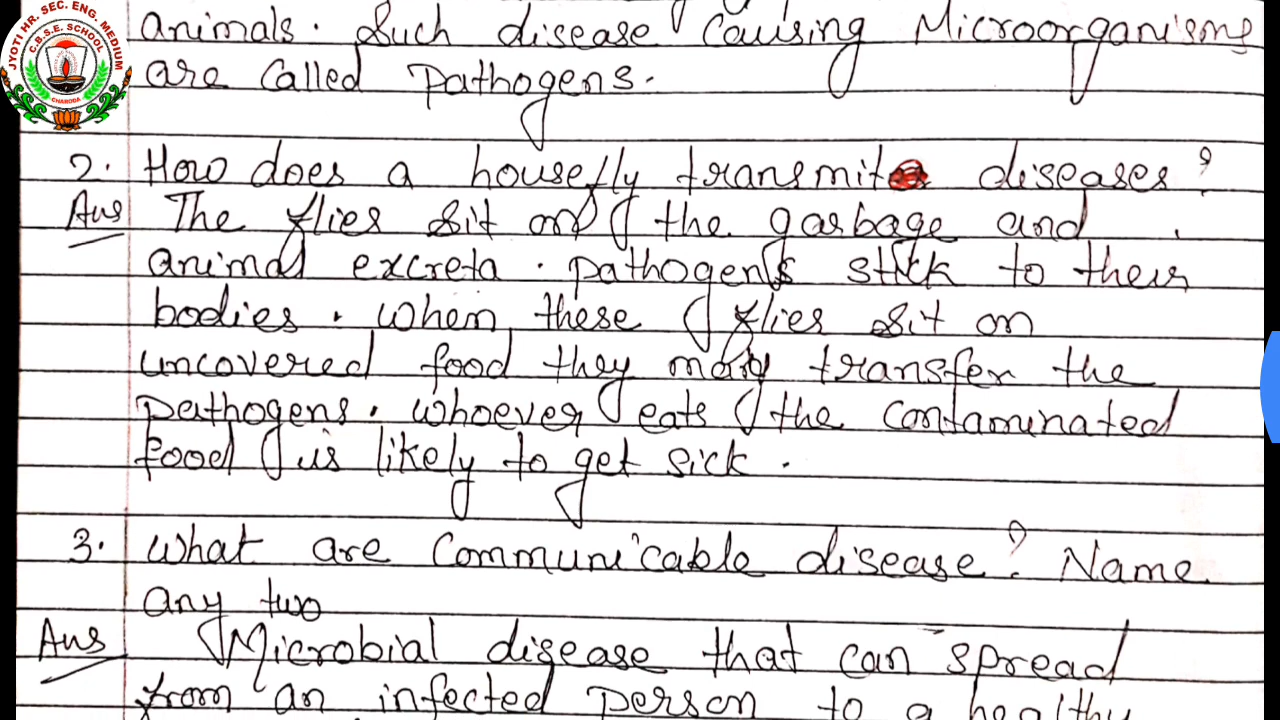 JYOTI HR. SEC. ENG. MEDIUM
C.B.S.E. SCHOOL
CHARODA
animals. Such disease Causing Microorganisms
are Called pathogens.
2. How does a housefly transmit diseases?
Ans The flies sit on the garbage and
animal excreta. pathogens stick to their
bodies. when these flies sit on
uncovered food they may transfer the
pathogens. whoever eats the contaminated
food is likely to get sick.
3. What are Communicable disease? Name
any two
Ans Microbial disease that can spread
from an infected person to a healthy